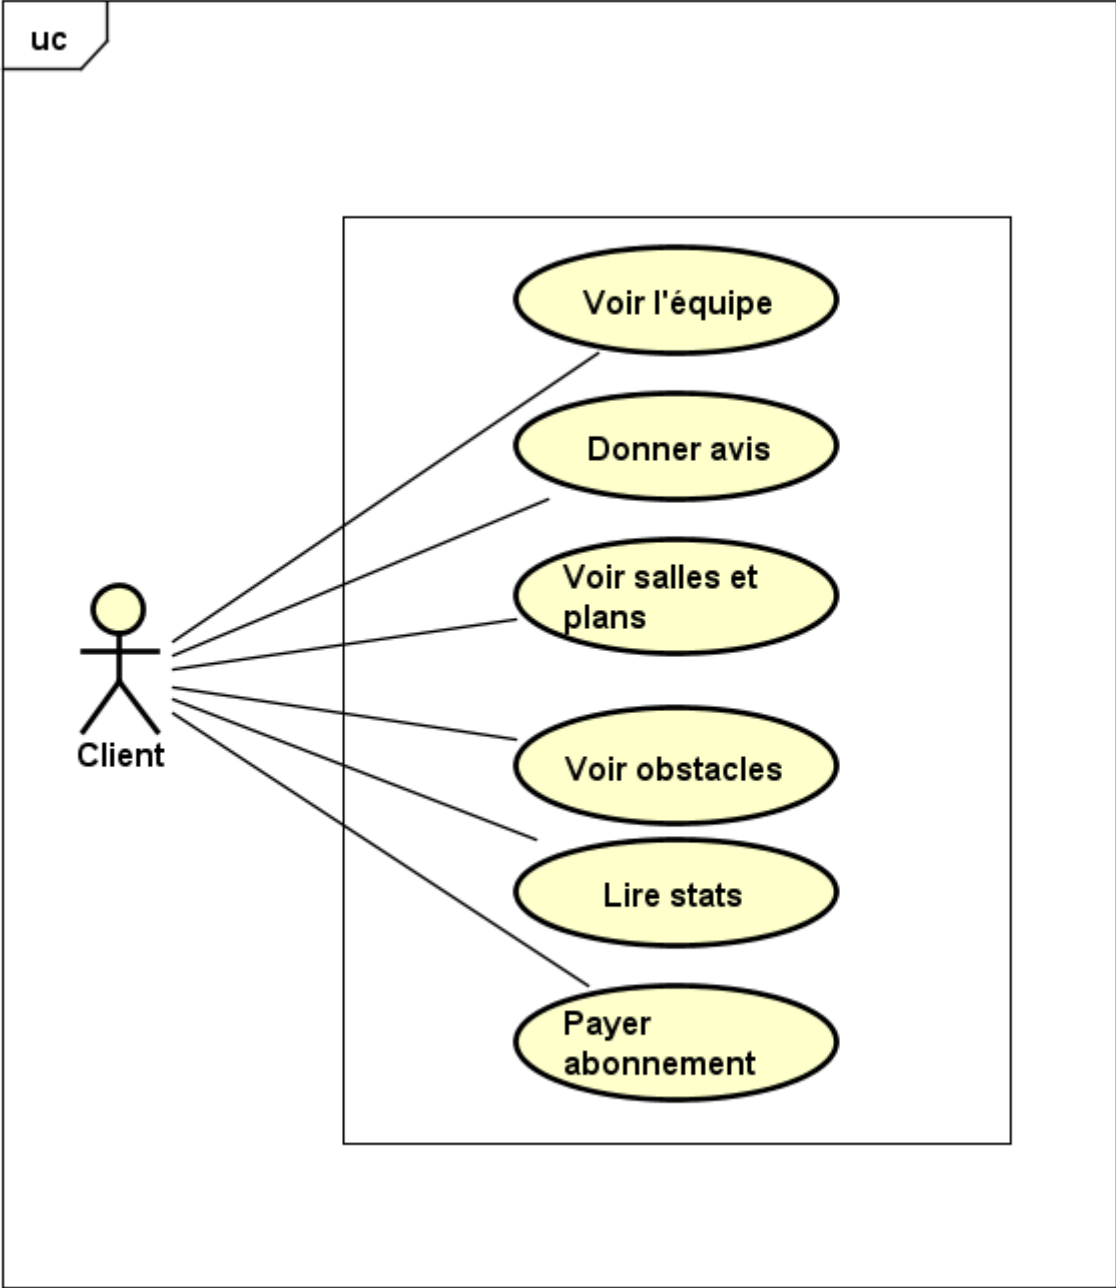 uc
Voir l'équipe
Donner avis
Voir salles et
plans
Client
Voir obstacles
Lire stats
Payer
abonnement